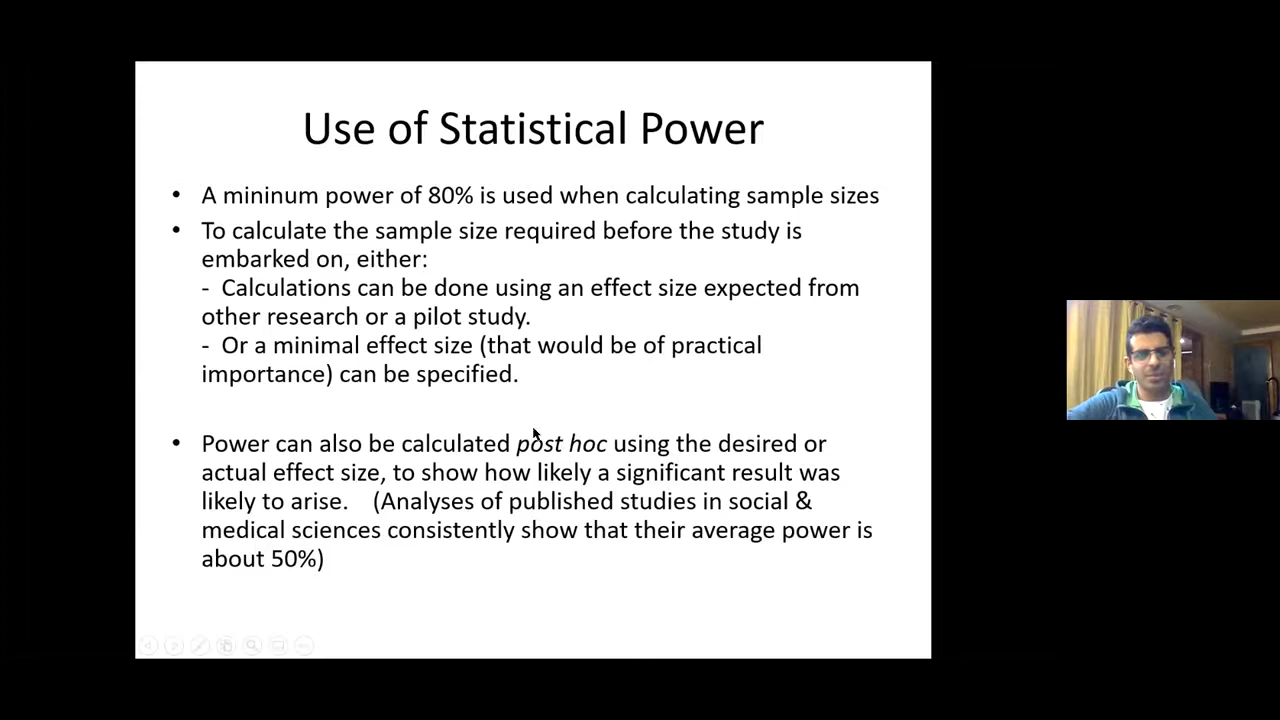 Use of Statistical Power
• A mininum power of 80% is used when calculating sample sizes
• To calculate the sample size required before the study is
embarked on, either:
- Calculations can be done using an effect size expected from
other research or a pilot study.
- Or a minimal effect size (that would be of practical
importance) can be specified.
• Power can also be calculated post hoc using the desired or
actual effect size, to show how likely a significant result was
likely to arise. (Analyses of published studies in social &
medical sciences consistently show that their average power is
about 50%)